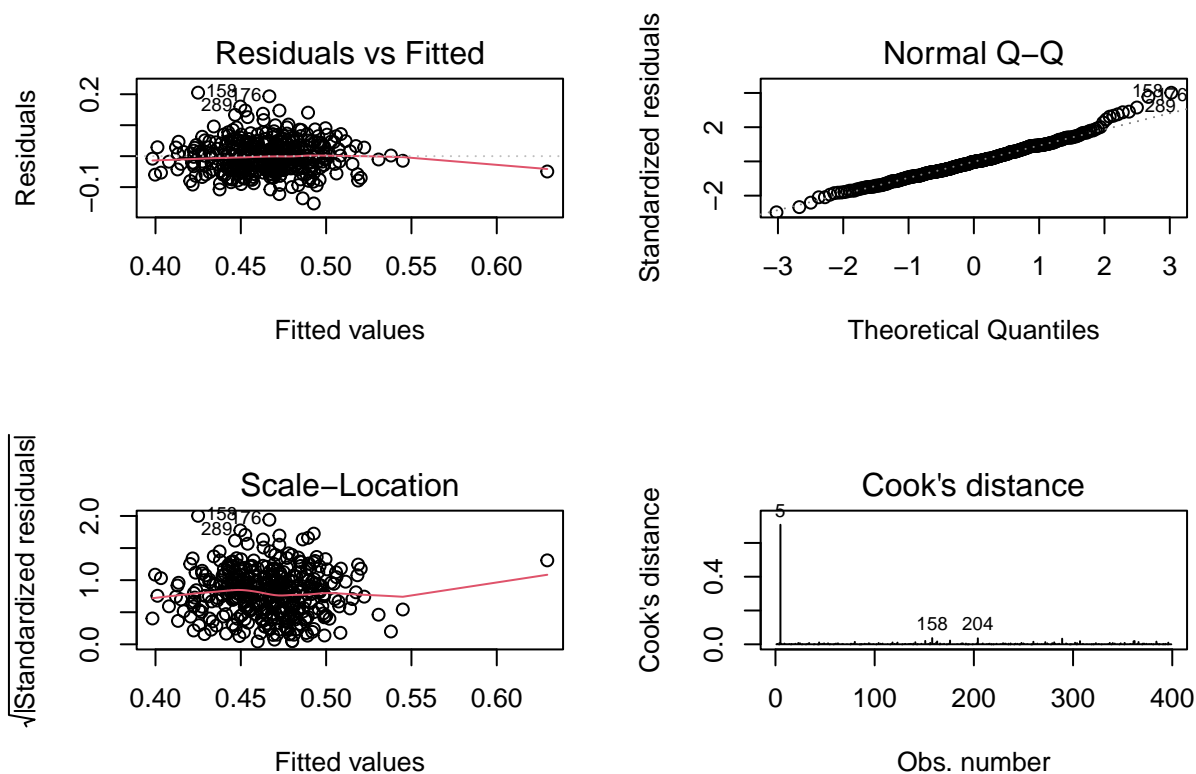 Residuals vs Fitted
Residuals
0.2
−0.1
158
176
289
0.40 0.45 0.50 0.55 0.60
Fitted values
Normal Q−Q
Standardized residuals
2
−2
158
176
289
−3 −2 −1 0 1 2 3
Theoretical Quantiles
Scale−Location
√|Standardized residuals|
2.0
1.0
0.0
158
176
289
0.40 0.45 0.50 0.55 0.60
Fitted values
Cook's distance
Cook's distance
0.4
0.0
5
158 204
0 100 200 300 400
Obs. number